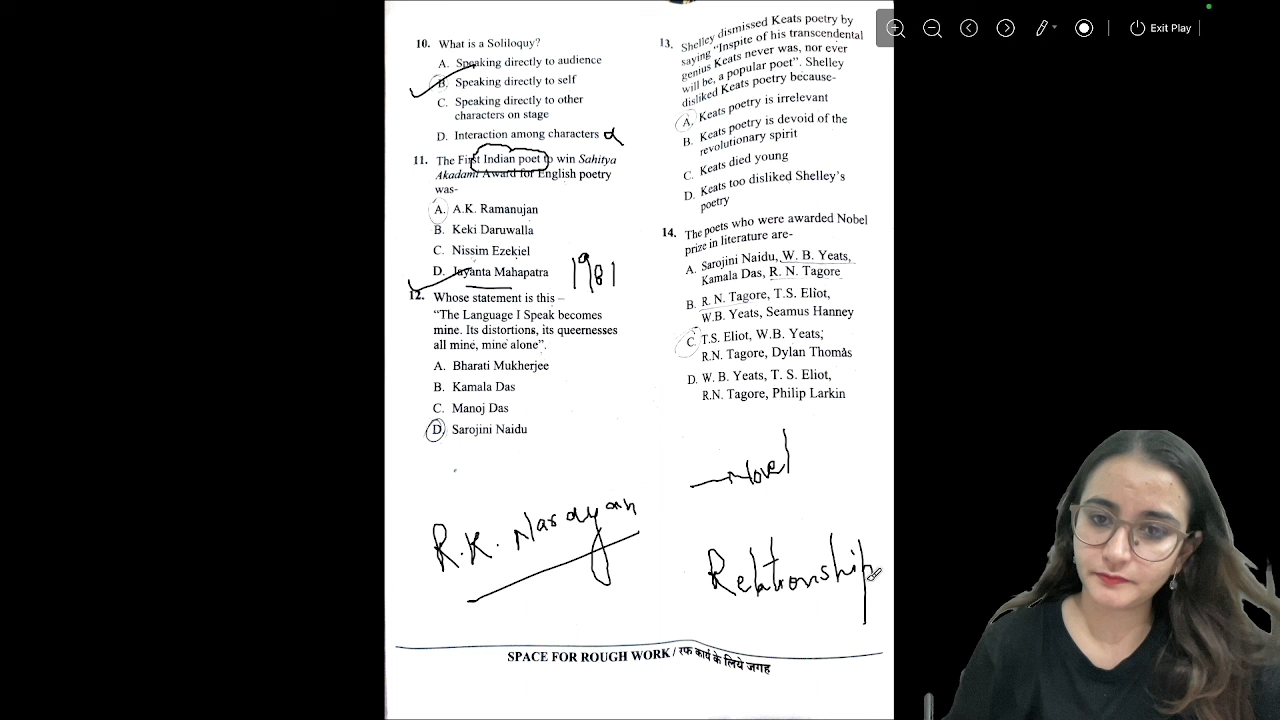 Exit Play
10. What is a Soliloquy?
A. Speaking directly to audience
B. Speaking directly to self
C. Speaking directly to other
characters on stage
D. Interaction among characters
11. The First Indian poet to win Sahitya
Akadami Award for English poetry
was-
A. A.K. Ramanujan
B. Keki Daruwalla
C. Nissim Ezekiel
D. Jayanta Mahapatra
1981
12. Whose statement is this –
"The Language I Speak becomes
mine. Its distortions, its queernesses
all mine, mine alone".
A. Bharati Mukherjee
B. Kamala Das
C. Manoj Das
D Sarojini Naidu
R.K. Narayan
13. Shelley dismissed Keats poetry by
saying "Inspite of his transcendental
genius Keats never was, nor ever
will be, a popular poet". Shelley
disliked Keats poetry because-
A. Keats poetry is irrelevant
B. Keats poetry is devoid of the
revolutionary spirit
C. Keats died young
D. Keats too disliked Shelley's
poetry
14. The poets who were awarded Nobel
prize in literature are-
A. Sarojini Naidu, W. B. Yeats,
Kamala Das, R. N. Tagore
B. R. N. Tagore, T.S. Eliot,
W.B. Yeats, Seamus Hanney
C. T.S. Eliot, W.B. Yeats,
R.N. Tagore, Dylan Thomas
D. W. B. Yeats, T. S. Eliot,
R.N. Tagore, Philip Larkin
Novel
Reltionship
SPACE FOR ROUGH WORK / रफ कार्य के लिये जगह